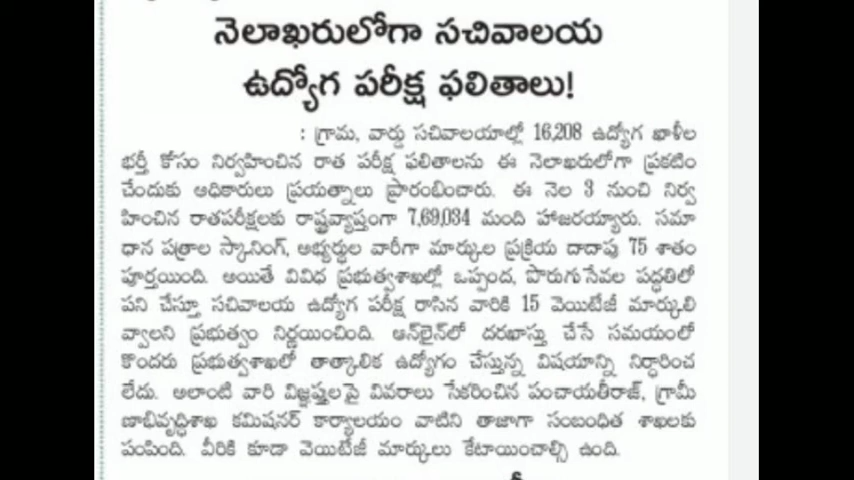 నెలాఖరులోగా సచివాలయ
ఉద్యోగ పరీక్ష ఫలితాలు!
: గ్రామ, వార్డు సచివాలయాల్లో 16,208 ఉద్యోగ ఖాళీల
భర్తీ కోసం నిర్వహించిన రాత పరీక్ష ఫలితాలను ఈ నెలాఖరులోగా ప్రకటిం
చేందుకు అధికారులు ప్రయత్నాలు ప్రారంభించారు. ఈ నెల 3 నుంచి నిర్వ
హించిన రాతపరీక్షలకు రాష్ట్రవ్యాప్తంగా 7,69,034 మంది హాజరయ్యారు. సమా
ధాన పత్రాల స్కానింగ్, అభ్యర్థుల వారీగా మార్కుల ప్రక్రియ దాదాపు 75 శాతం
పూర్తయింది. అయితే వివిధ ప్రభుత్వశాఖల్లో ఒప్పంద, పొరుగుసేవల పద్ధతిలో
పని చేస్తూ సచివాలయ ఉద్యోగ పరీక్ష రాసిన వారికి 15 వెయిటేజీ మార్కులి
వ్వాలని ప్రభుత్వం నిర్ణయించింది. ఆన్‌లైన్‌లో దరఖాస్తు చేసే సమయంలో
కొందరు ప్రభుత్వశాఖలో తాత్కాలిక ఉద్యోగం చేస్తున్న విషయాన్ని నిర్ధారించ
లేదు. అలాంటి వారి విజ్ఞప్తులపై వివరాలు సేకరించిన పంచాయతీరాజ్, గ్రామీ
ణాభివృద్ధిశాఖ కమిషనర్ కార్యాలయం వాటిని తాజాగా సంబంధిత శాఖలకు
పంపింది. వీరికి కూడా వెయిటేజీ మార్కులు కేటాయించాల్సి ఉంది.